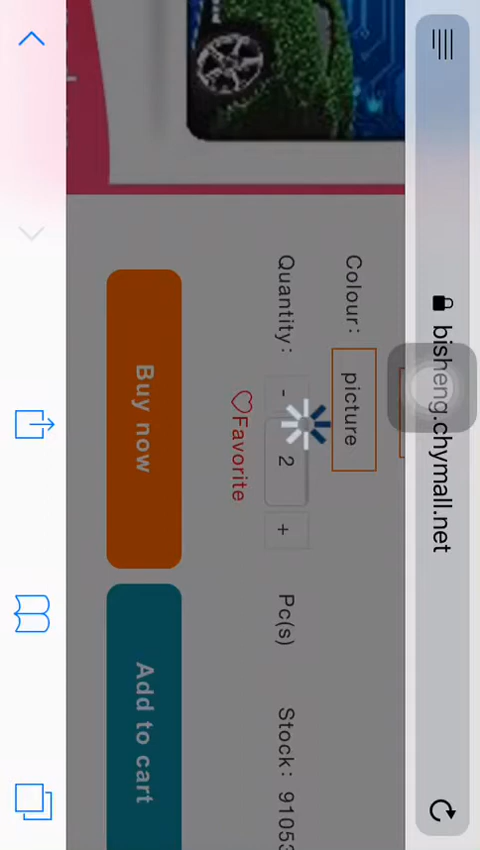 bisheng.chymall.net
Colour: picture
Quantity: - 2 + Pc(s) Stock: 91053
Favorite
Buy now Add to cart